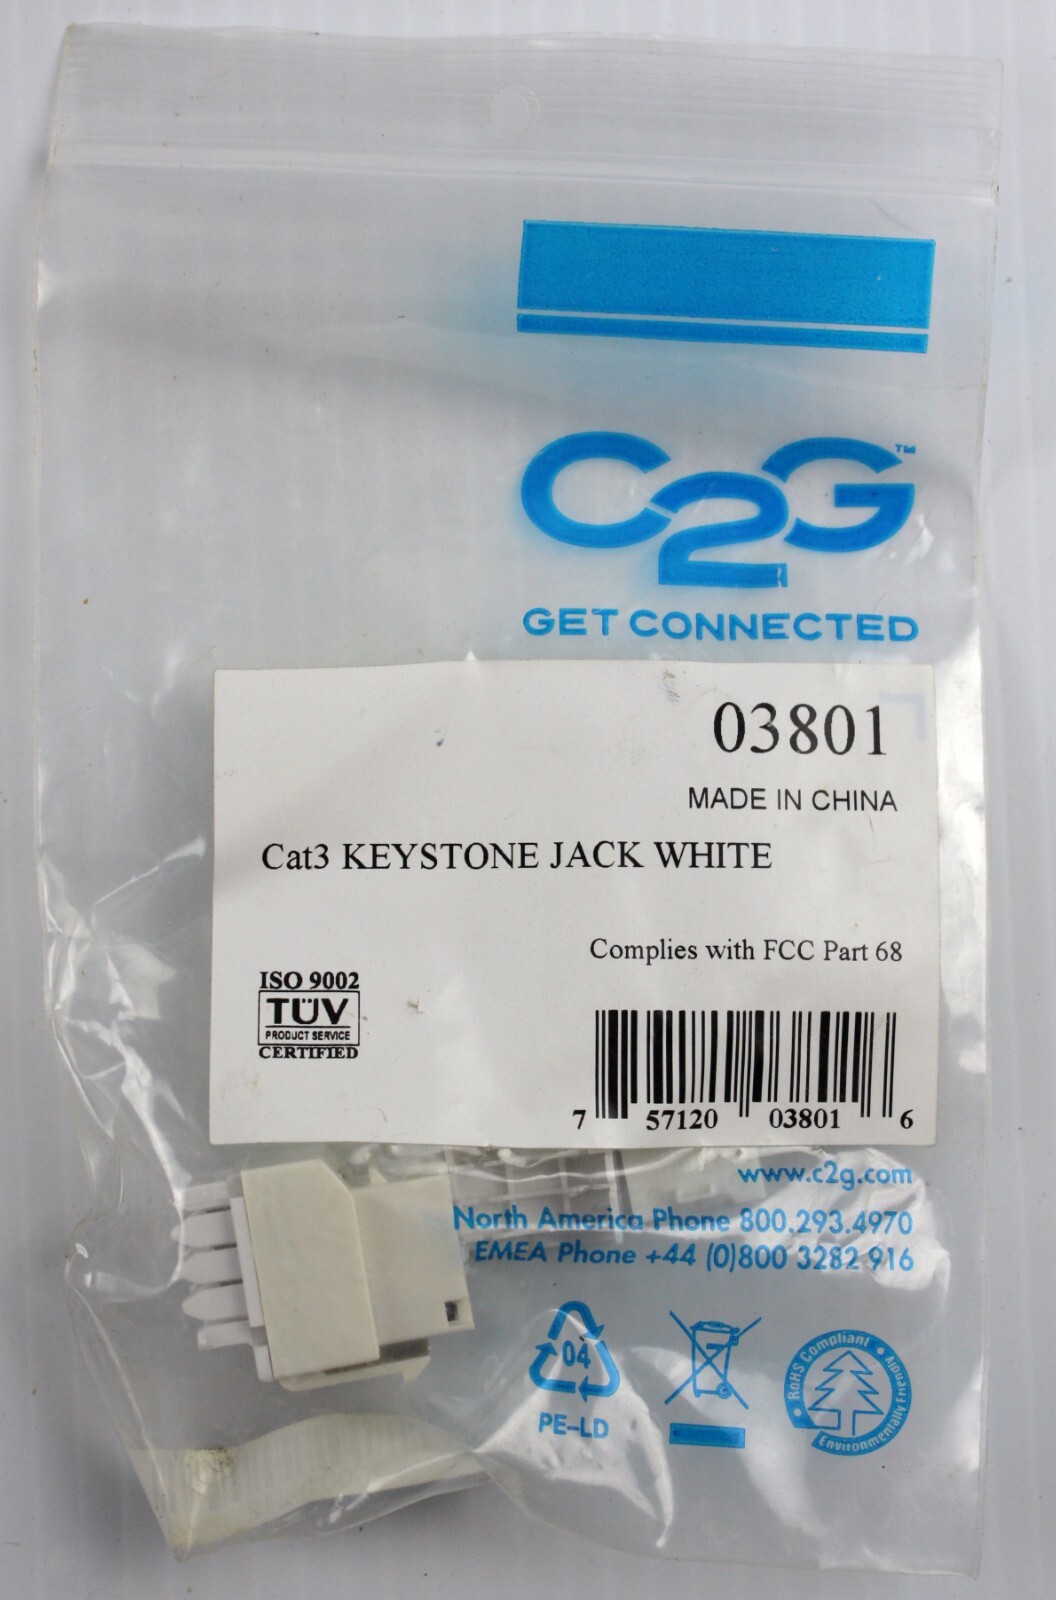 C2G™
GET CONNECTED
03801
MADE IN CHINA
Cat3 KEYSTONE JACK WHITE
Complies with FCC Part 68
ISO 9002
TÜV
PRODUCT SERVICE
CERTIFIED
7 57120 03801 6
www.c2g.com
North America Phone 800.293.4970
EMEA Phone +44 (0)800 3282 916
04
PE-LD
RoHS Compliant
Environmentally Friendly